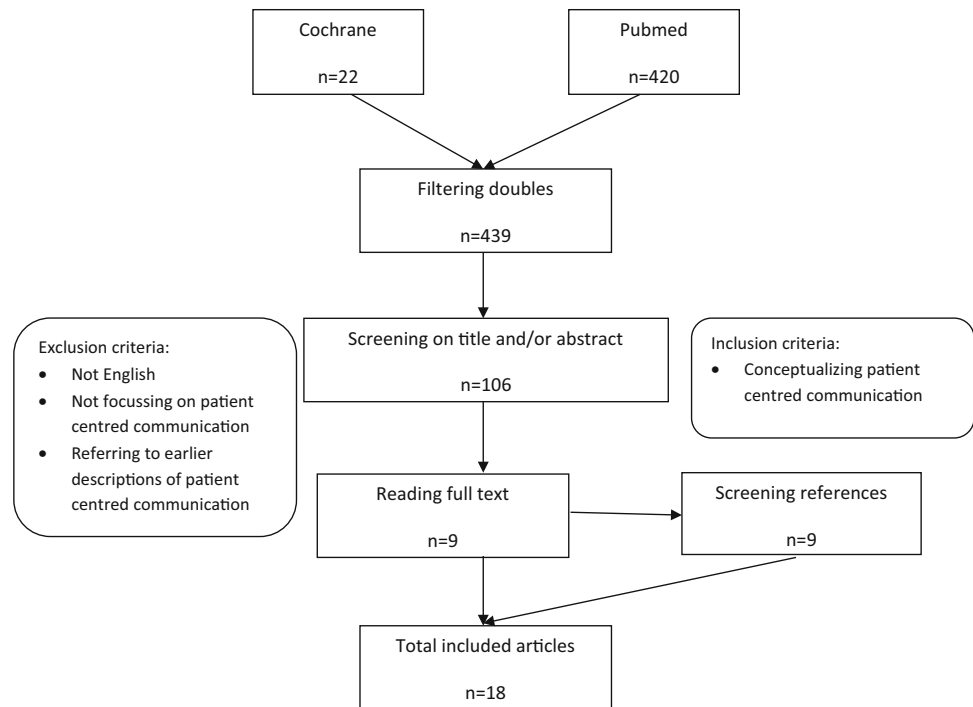 Cochrane
n=22
Pubmed
n=420
Filtering doubles
n=439
Screening on title and/or abstract
n=106
Exclusion criteria:
• Not English
• Not focussing on patient
centred communication
• Referring to earlier
descriptions of patient
centred communication
Inclusion criteria:
• Conceptualizing patient
centred communication
Reading full text
n=9
Screening references
n=9
Total included articles
n=18